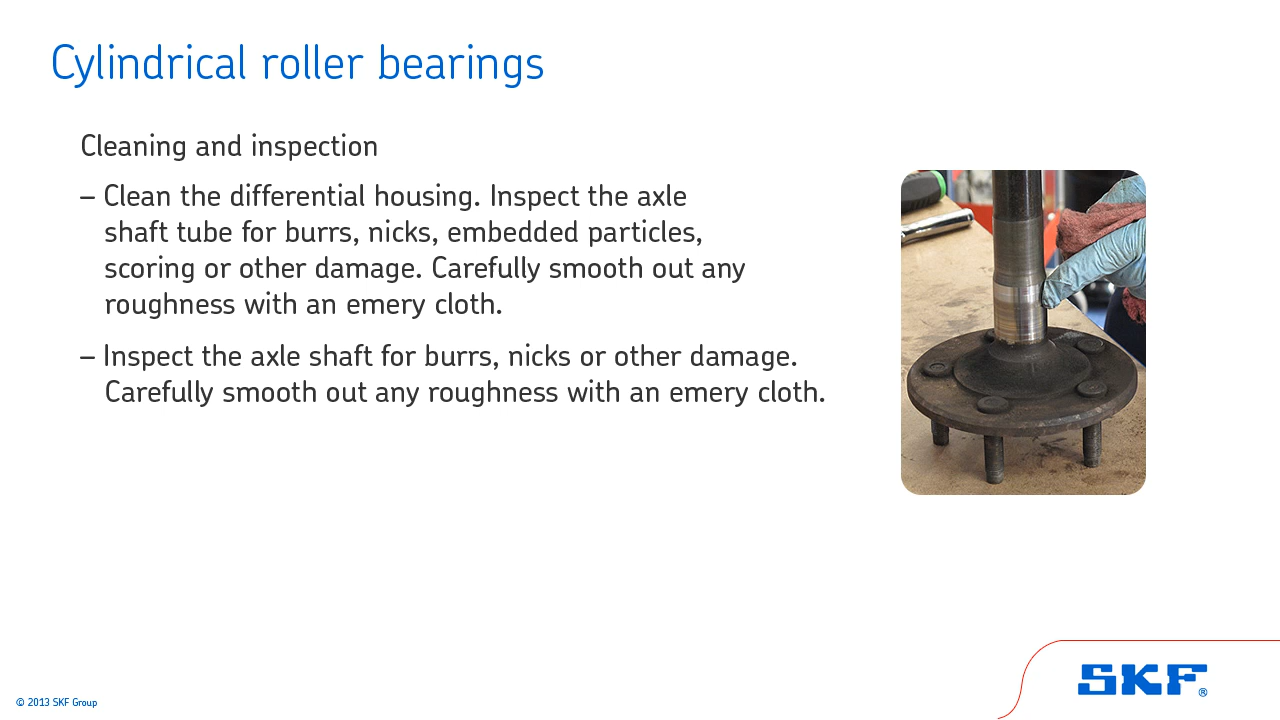 Cylindrical roller bearings
Cleaning and inspection
– Clean the differential housing. Inspect the axle
shaft tube for burrs, nicks, embedded particles,
scoring or other damage. Carefully smooth out any
roughness with an emery cloth.
– Inspect the axle shaft for burrs, nicks or other damage.
Carefully smooth out any roughness with an emery cloth.
© 2013 SKF Group
SKF®